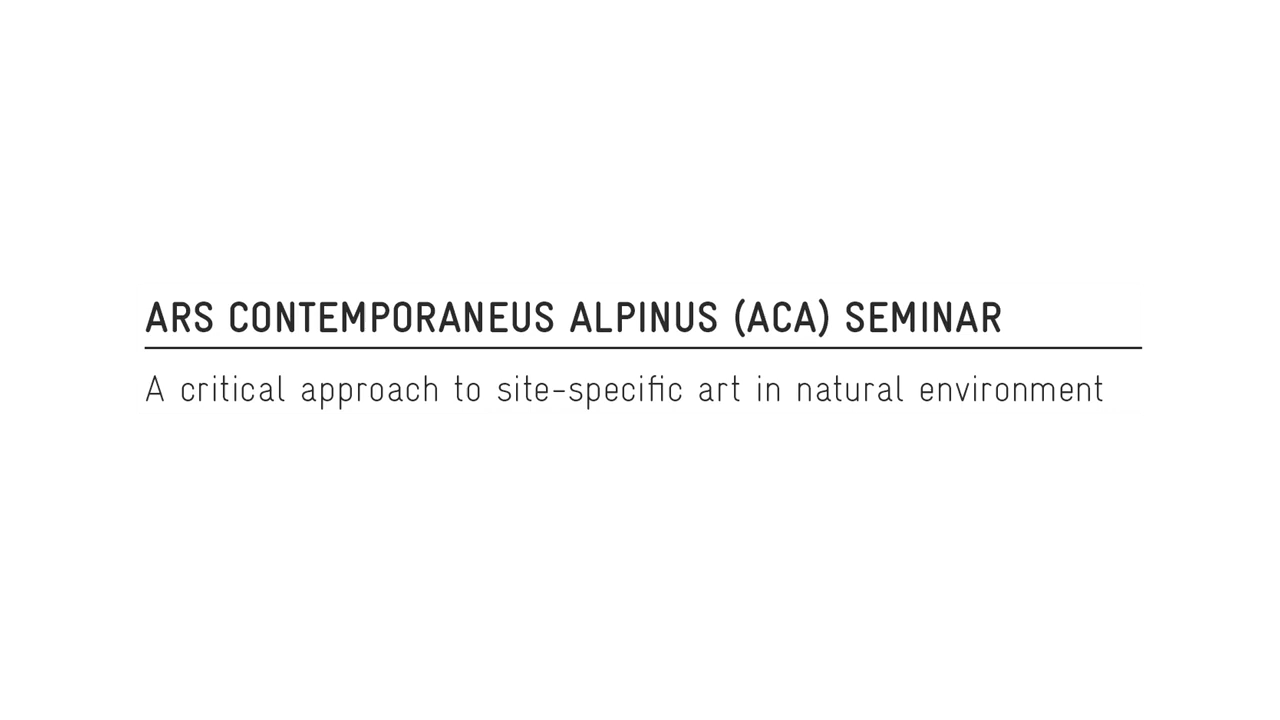 ARS CONTEMPORANEUS ALPINUS (ACA) SEMINAR
A critical approach to site-specific art in natural environment